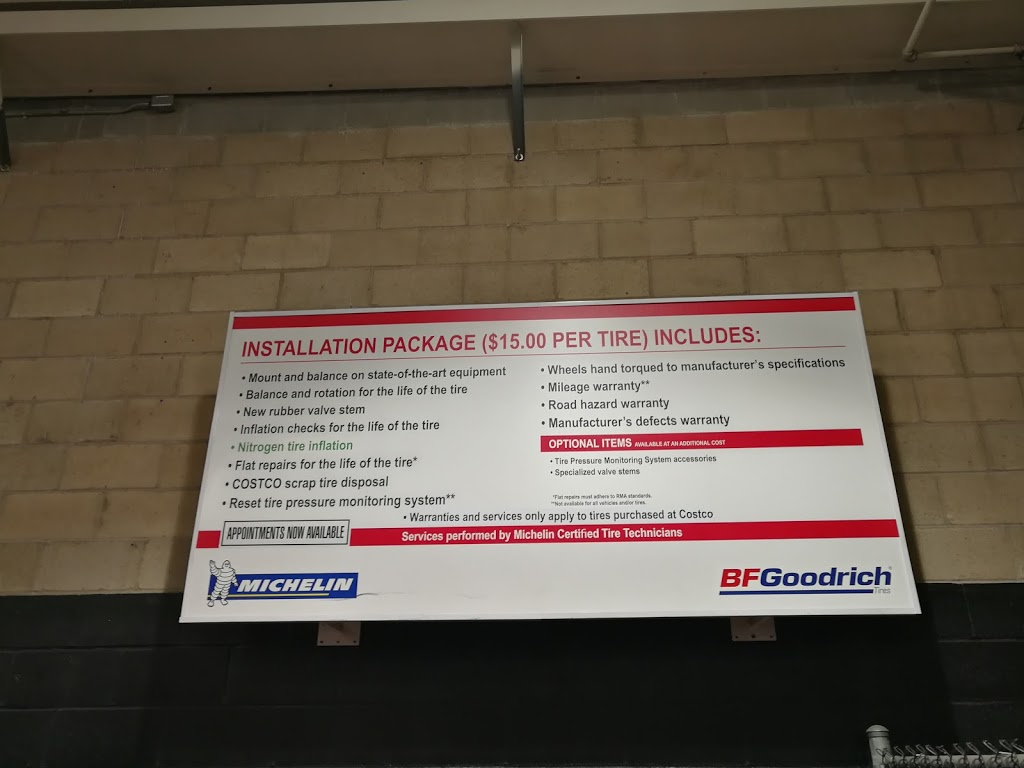 INSTALLATION PACKAGE ($15.00 PER TIRE) INCLUDES:
• Mount and balance on state-of-the-art equipment
• Balance and rotation for the life of the tire
• New rubber valve stem
• Inflation checks for the life of the tire
• Nitrogen tire inflation
• Flat repairs for the life of the tire*
• COSTCO scrap tire disposal
• Reset tire pressure monitoring system**
• Wheels hand torqued to manufacturer's specifications
• Mileage warranty**
• Road hazard warranty
• Manufacturer's defects warranty
OPTIONAL ITEMS AVAILABLE AT AN ADDITIONAL COST
• Tire Pressure Monitoring System accessories
• Specialized valve stems
*Flat repairs must adhere to RMA standards.
**Not available for all vehicles and/or tires.
• Warranties and services only apply to tires purchased at Costco
APPOINTMENTS NOW AVAILABLE
Services performed by Michelin Certified Tire Technicians
MICHELIN
BFGoodrich
Tires